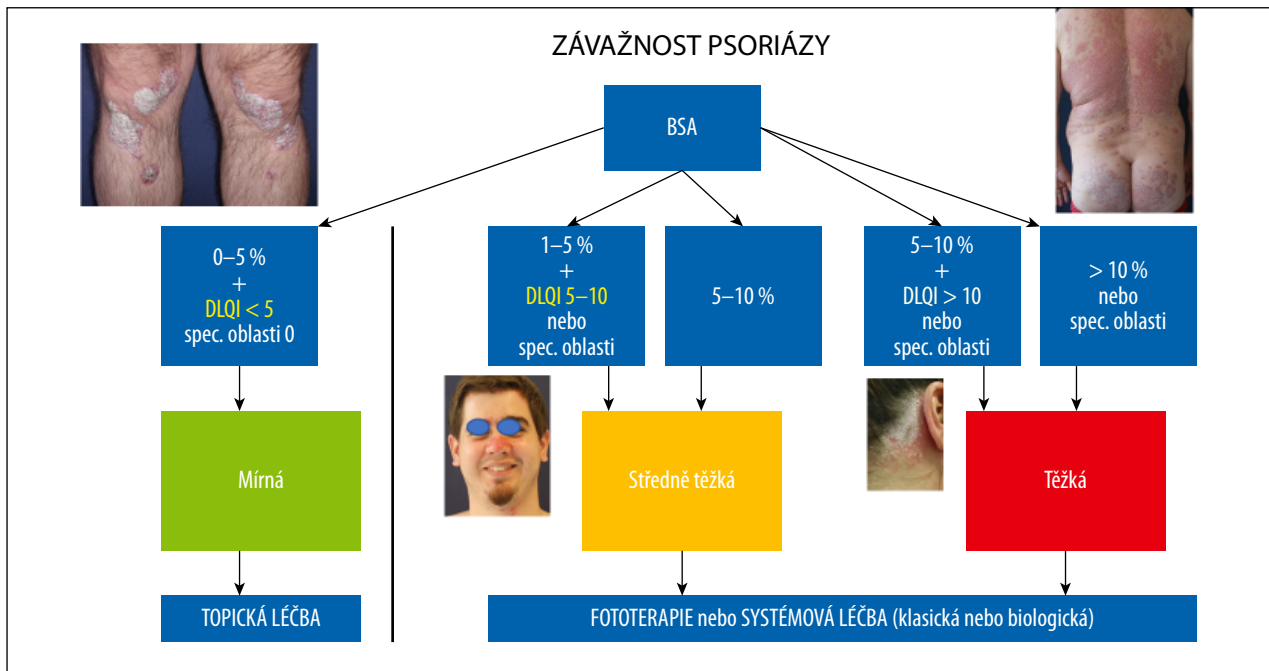 ZÁVAŽNOST PSORIÁZY
BSA
0–5 %
+
DLQI < 5
spec. oblasti 0
1–5 %
+
DLQI 5–10
nebo
spec. oblasti
5–10 %
5–10 %
+
DLQI > 10
nebo
spec. oblasti
> 10 %
nebo
spec. oblasti
Mírná
Středně těžká
Těžká
TOPICKÁ LÉČBA
FOTOTERAPIE nebo SYSTÉMOVÁ LÉČBA (klasická nebo biologická)